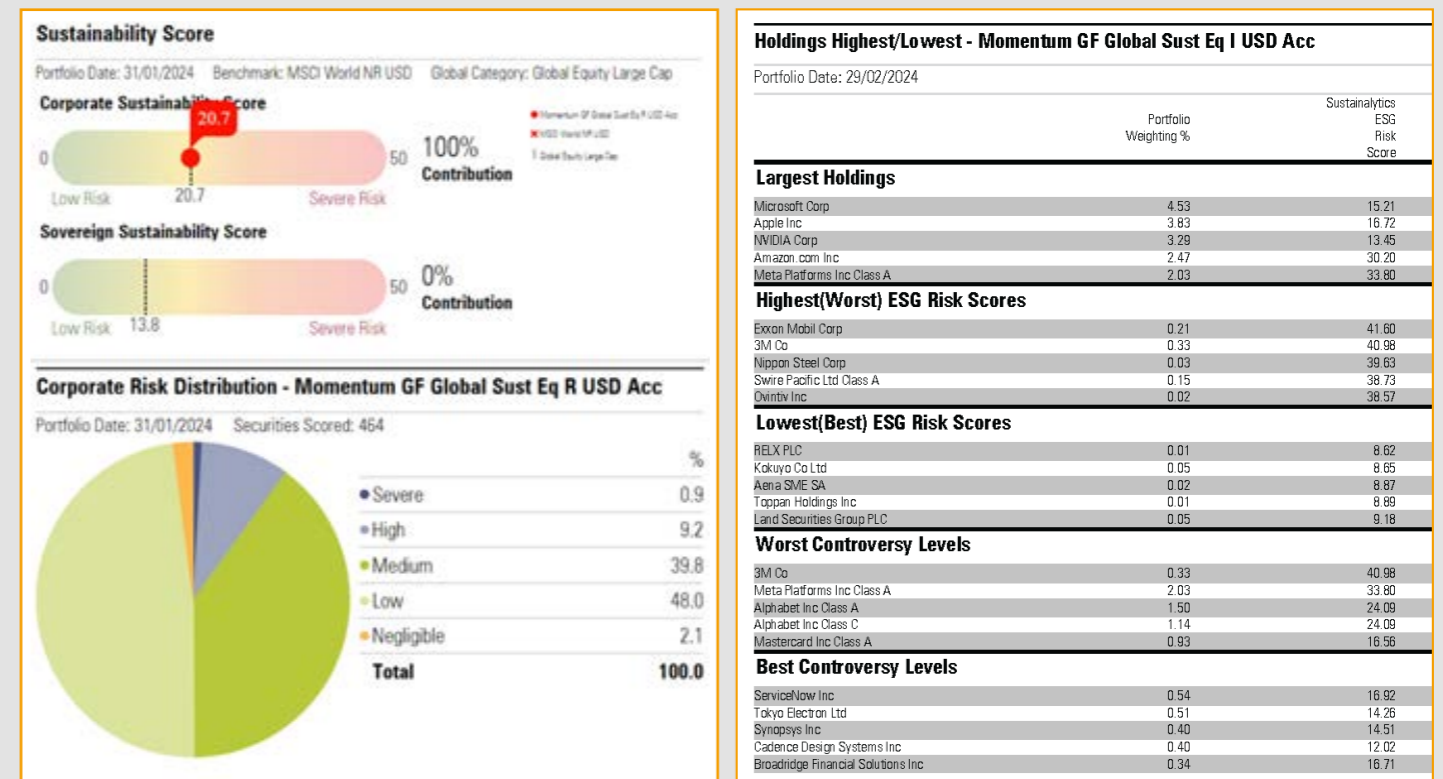 Sustainability Score
Portfolio Date: 31/01/2024 Benchmark: MSCI World NR USD Global Category: Global Equity Large Cap
Corporate Sustainability Score
20.7
Momentum GF Global Sust Eq R USD Acc
MSCI World NR USD
Global Equity Large Cap
0
50
100%
Contribution
Low Risk
20.7
Severe Risk
Sovereign Sustainability Score
0
50
0%
Contribution
Low Risk
13.8
Severe Risk
Corporate Risk Distribution - Momentum GF Global Sust Eq R USD Acc
Portfolio Date: 31/01/2024 Securities Scored: 464
%
Severe 0.9
High 9.2
Medium 39.8
Low 48.0
Negligible 2.1
Total 100.0
Holdings Highest/Lowest - Momentum GF Global Sust Eq I USD Acc
Portfolio Date: 29/02/2024
Portfolio
Weighting %
Sustainalytics
ESG
Risk
Score
Largest Holdings
Microsoft Corp 4.53 15.21
Apple Inc 3.83 16.72
NVIDIA Corp 3.29 13.45
Amazon.com Inc 2.47 30.20
Meta Platforms Inc Class A 2.03 33.80
Highest(Worst) ESG Risk Scores
Exxon Mobil Corp 0.21 41.60
3M Co 0.33 40.98
Nippon Steel Corp 0.03 39.63
Swire Pacific Ltd Class A 0.15 38.73
Ovintiv Inc 0.02 38.57
Lowest(Best) ESG Risk Scores
RELX PLC 0.01 8.62
Kokuyo Co Ltd 0.05 8.65
Aena SME SA 0.02 8.87
Toppan Holdings Inc 0.01 8.89
Land Securities Group PLC 0.05 9.18
Worst Controversy Levels
3M Co 0.33 40.98
Meta Platforms Inc Class A 2.03 33.80
Alphabet Inc Class A 1.50 24.09
Alphabet Inc Class C 1.14 24.09
Mastercard Inc Class A 0.93 16.56
Best Controversy Levels
ServiceNow Inc 0.54 16.92
Tokyo Electron Ltd 0.51 14.26
Synopsys Inc 0.40 14.51
Cadence Design Systems Inc 0.40 12.02
Broadridge Financial Solutions Inc 0.34 16.71